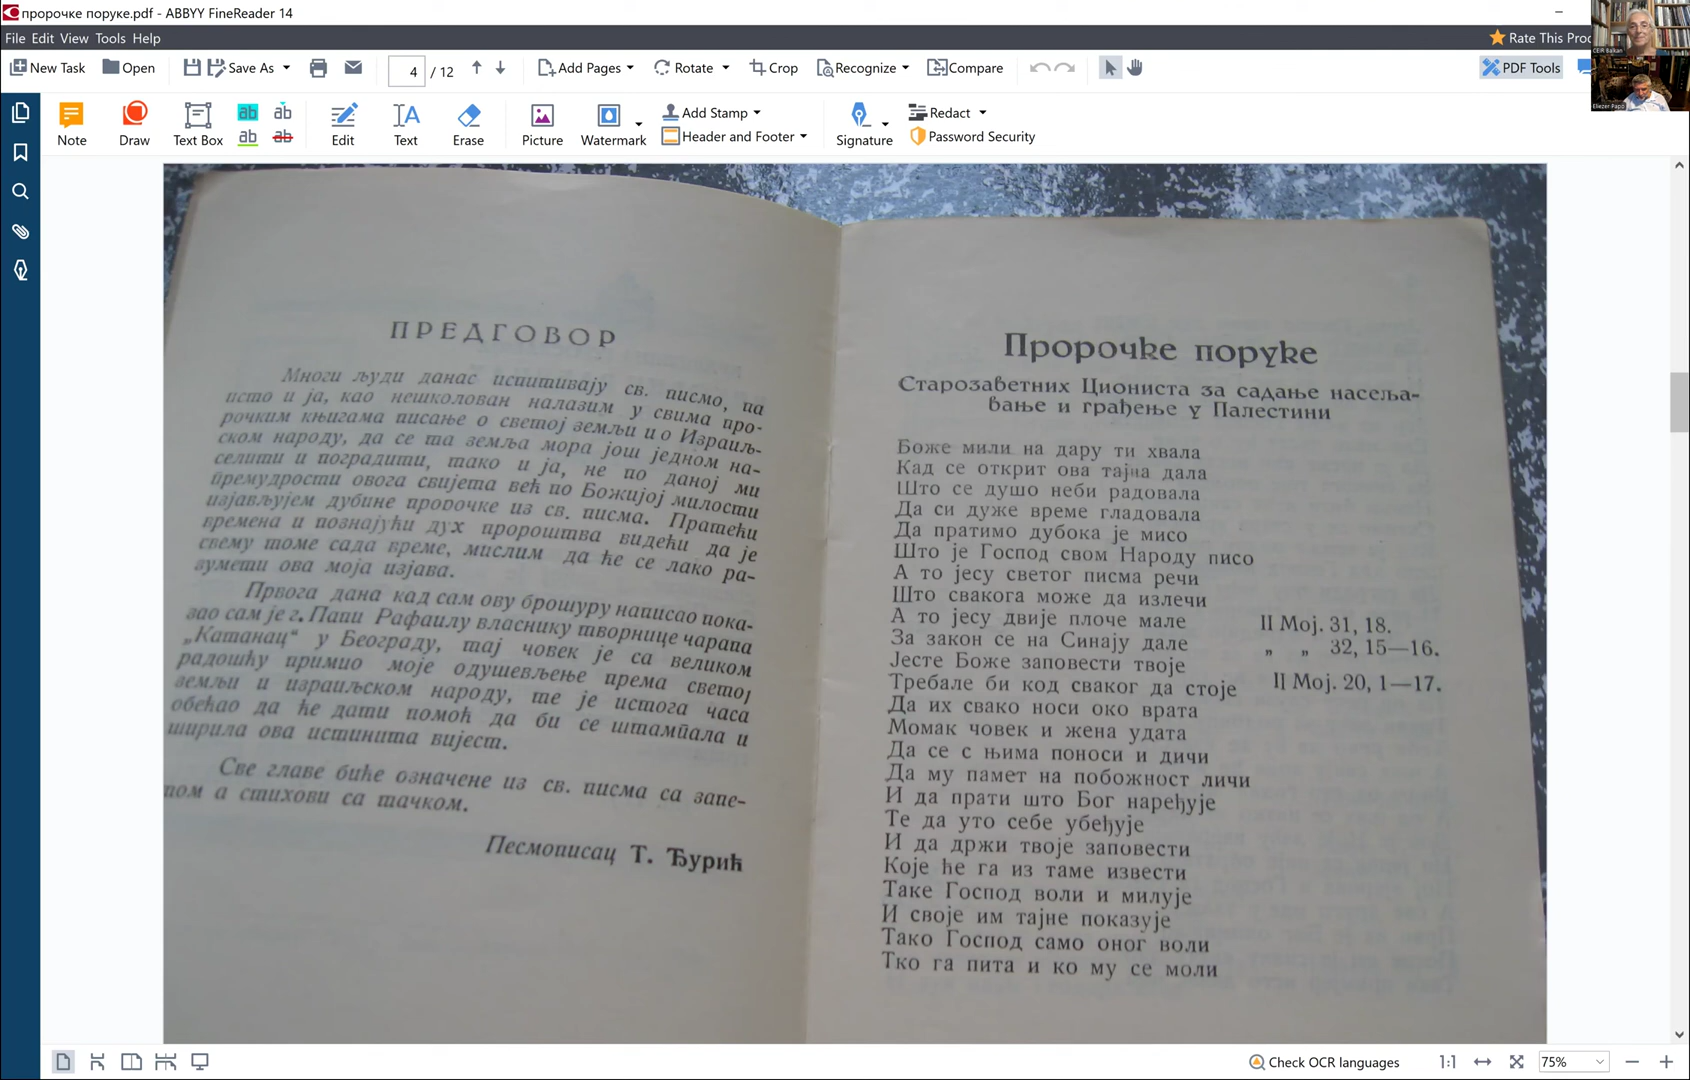 пророчке поруке.pdf - ABBYY FineReader 14
File Edit View Tools Help
Rate This Proc
New Task Open Save As 4 / 12 Add Pages Rotate Crop Recognize Compare PDF Tools
CEIR Balkan
Eliezer Papo
Note Draw Text Box Edit Text Erase Picture Watermark Add Stamp Header and Footer Signature Redact Password Security
ПРЕДГОВОР
Многи људи данас испитивају св. писмо, па
исто и ја, као нешколован налазим у свима про-
рочким књигама писање о светој земљи и о Израиљ-
ском народу, да се та земља мора још једном на-
селити и поградити, тако и ја, не по даној ми
премудрости овога свијета већ по Божијој милости
изјављујем дубине пророчке из св. писма. Пратећи
времена и познајући дух пророштва видећи да је
свему томе сада време, мислим да ће се лако ра-
зумети ова моја изјава.
Првога дана кад сам ову брошуру написао пока-
зао сам је г. Папи Рафаилу власнику творнице чарапа
„Катанац“ у Београду, тај човек је са великом
радошћу примио моје одушевљење према светој
земљи и израиљском народу, те је истога часа
обећао да ће дати помоћ да би се штампала и
ширила ова истинита вијест.
Све главе биће означене из св. писма са запе-
том а стихови са тачком.
Песмописац Т. Ђурић
Пророчке поруке
Старозаветних Циониста за садање насеља-
вање и грађење у Палестини
Боже мили на дару ти хвала
Кад се открит ова тајна дала
Што се душо неби радовала
Да си дуже време гладовала
Да пратимо дубока је мисо
Што је Господ свом Народу писо
А то јесу светог писма речи
Што свакога може да излечи
А то јесу двије плоче мале II Мој. 31, 18.
За закон се на Синају дале „ „ 32, 15—16.
Јесте Боже заповести твоје
Требале би код сваког да стоје II Мој. 20, 1—17.
Да их свако носи око врата
Момак човек и жена удата
Да се с њима поноси и дичи
Да му памет на побожност личи
И да прати што Бог наређује
Те да уто себе убеђује
И да држи твоје заповести
Које ће га из таме извести
Таке Господ воли и милује
И своје им тајне показује
Тако Господ само оног воли
Тко га пита и ко му се моли
Check OCR languages 1:1 75%